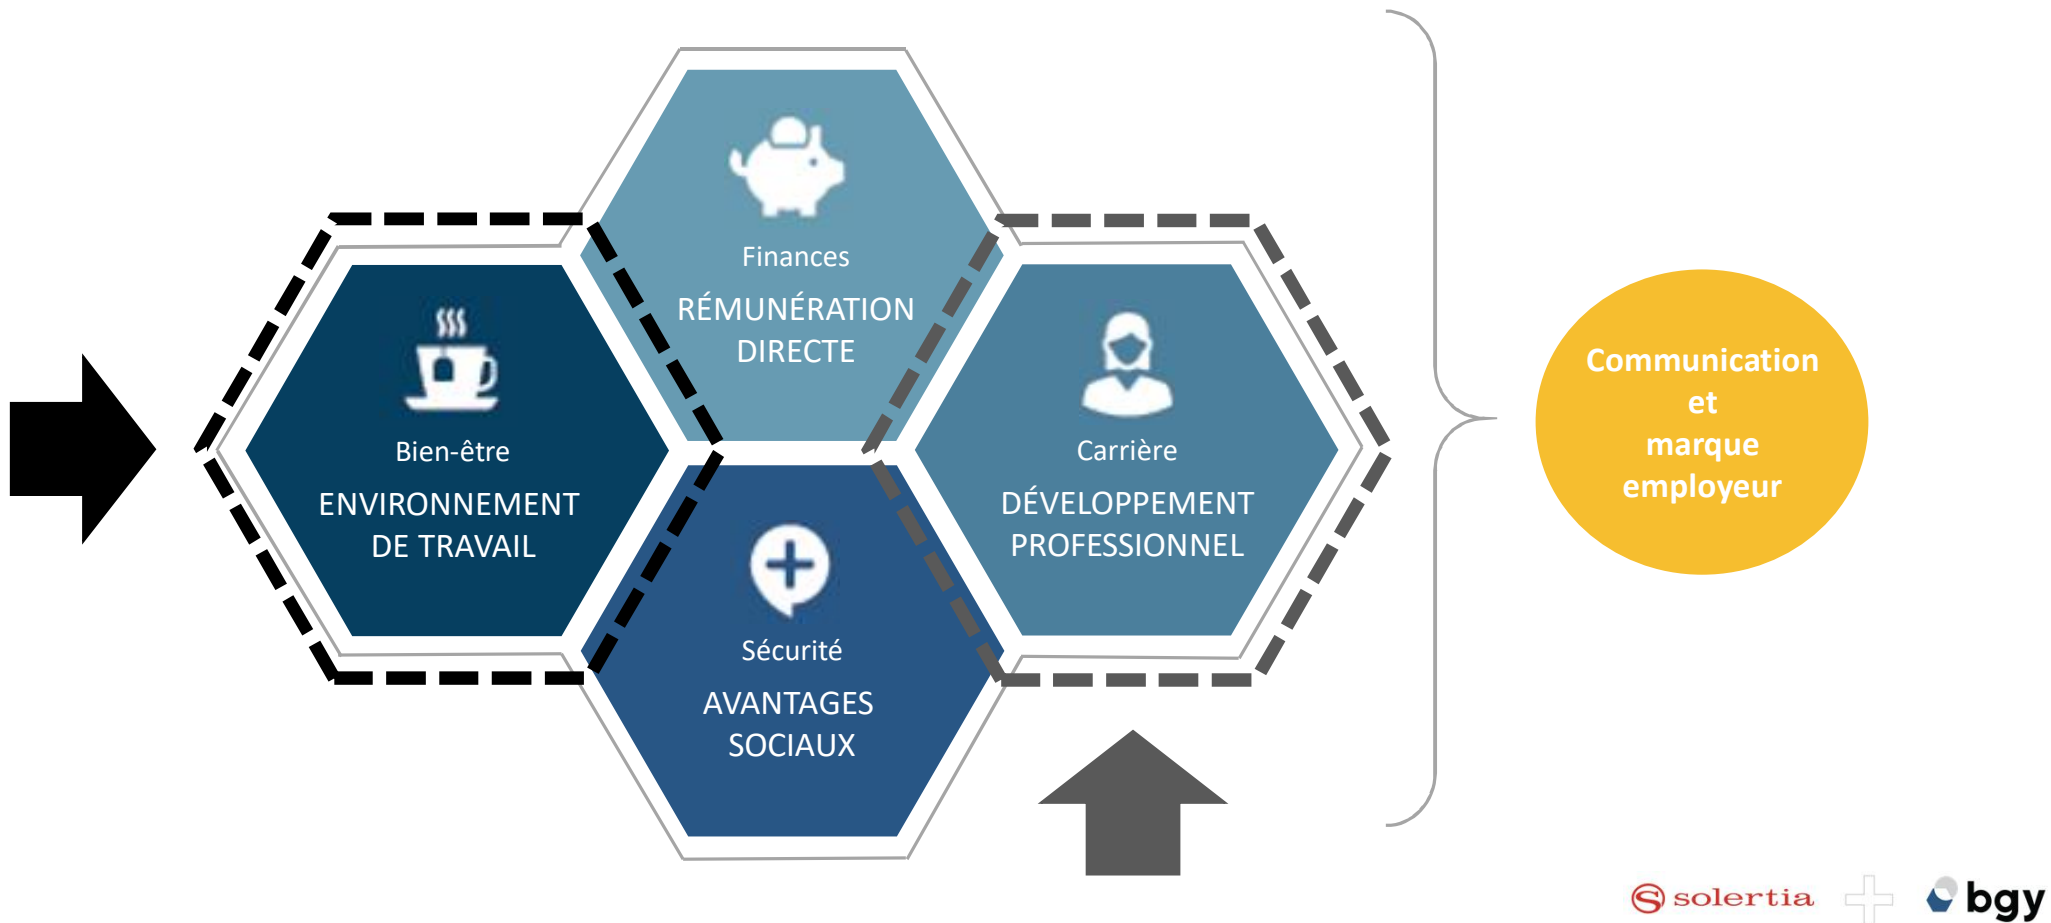 Finances
RÉMUNÉRATION
DIRECTE
Bien-être
ENVIRONNEMENT
DE TRAVAIL
Carrière
DÉVELOPPEMENT
PROFESSIONNEL
Sécurité
AVANTAGES
SOCIAUX
Communication
et
marque
employeur
solertia
bgy